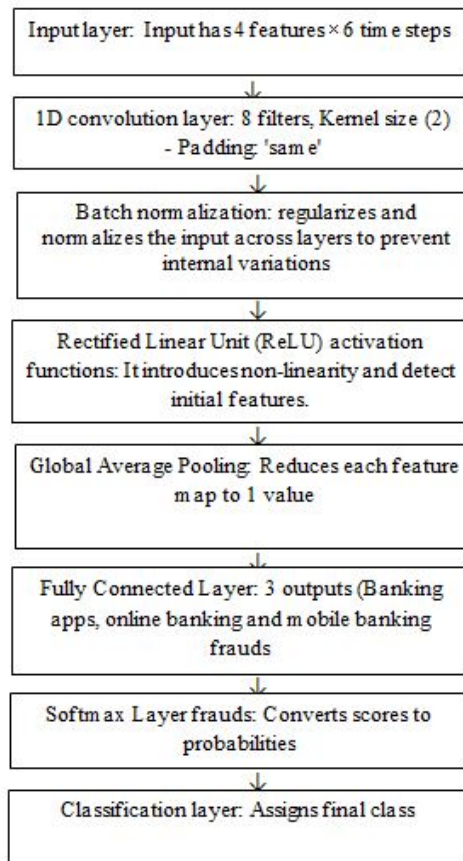 Input layer: Input has 4 features × 6 time steps
1D convolution layer: 8 filters, Kernel size (2)
- Padding: 'same'
Batch normalization: regularizes and
normalizes the input across layers to prevent
internal variations
Rectified Linear Unit (ReLU) activation
functions: It introduces non-linearity and detect
initial features.
Global Average Pooling: Reduces each feature
map to 1 value
Fully Connected Layer: 3 outputs (Banking
apps, online banking and mobile banking
frauds
Softmax Layer frauds: Converts scores to
probabilities
Classification layer: Assigns final class